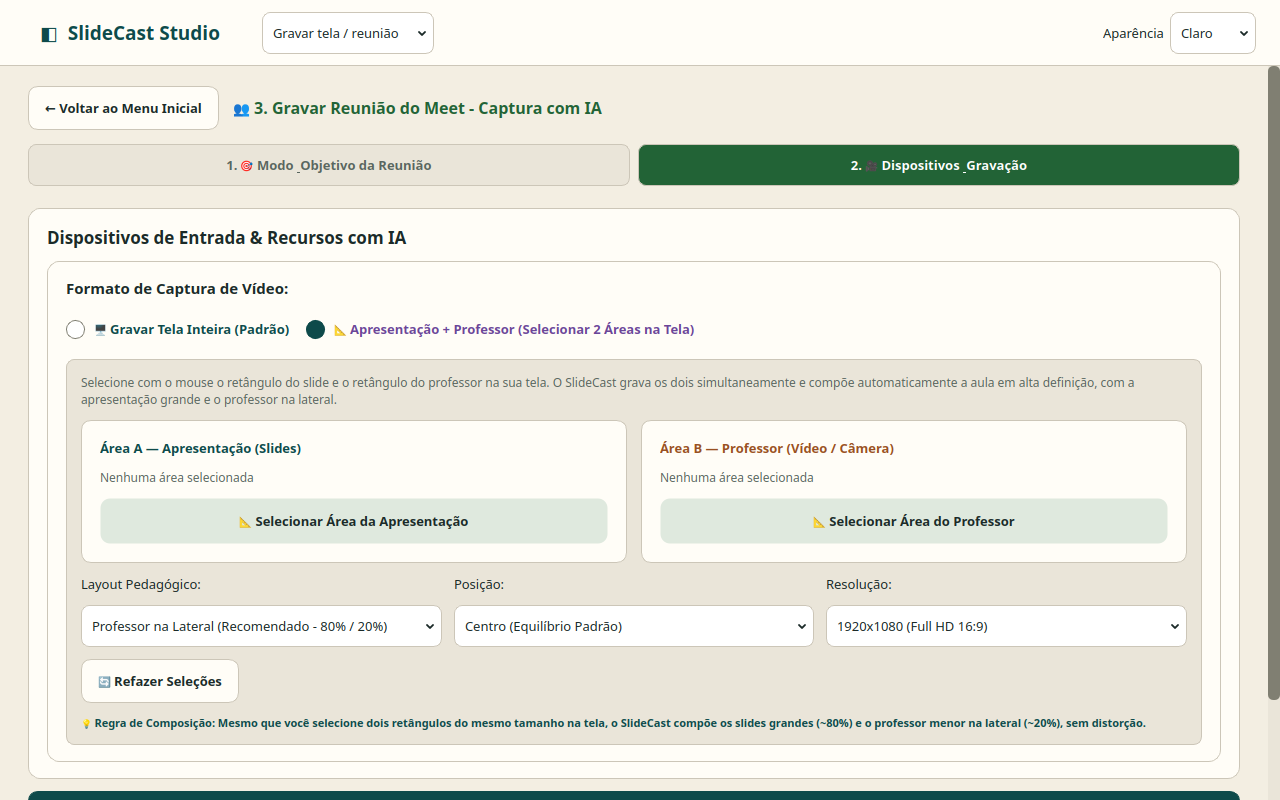 SlideCast Studio
Gravar tela / reunião
Aparência
Claro
← Voltar ao Menu Inicial
👥 3. Gravar Reunião do Meet - Captura com IA
1. 🎯 Modo _Objetivo da Reunião
2. 🎥 Dispositivos _Gravação
Dispositivos de Entrada & Recursos com IA
Formato de Captura de Vídeo:
🖥️ Gravar Tela Inteira (Padrão)
📐 Apresentação + Professor (Selecionar 2 Áreas na Tela)
Selecione com o mouse o retângulo do slide e o retângulo do professor na sua tela. O SlideCast grava os dois simultaneamente e compõe automaticamente a aula em alta definição, com a
apresentação grande e o professor na lateral.
Área A — Apresentação (Slides)
Nenhuma área selecionada
📐 Selecionar Área da Apresentação
Área B — Professor (Vídeo / Câmera)
Nenhuma área selecionada
📐 Selecionar Área do Professor
Layout Pedagógico:
Professor na Lateral (Recomendado - 80% / 20%)
Posição:
Centro (Equilíbrio Padrão)
Resolução:
1920x1080 (Full HD 16:9)
🔄 Refazer Seleções
💡 Regra de Composição: Mesmo que você selecione dois retângulos do mesmo tamanho na tela, o SlideCast compõe os slides grandes (~80%) e o professor menor na lateral (~20%), sem distorção.